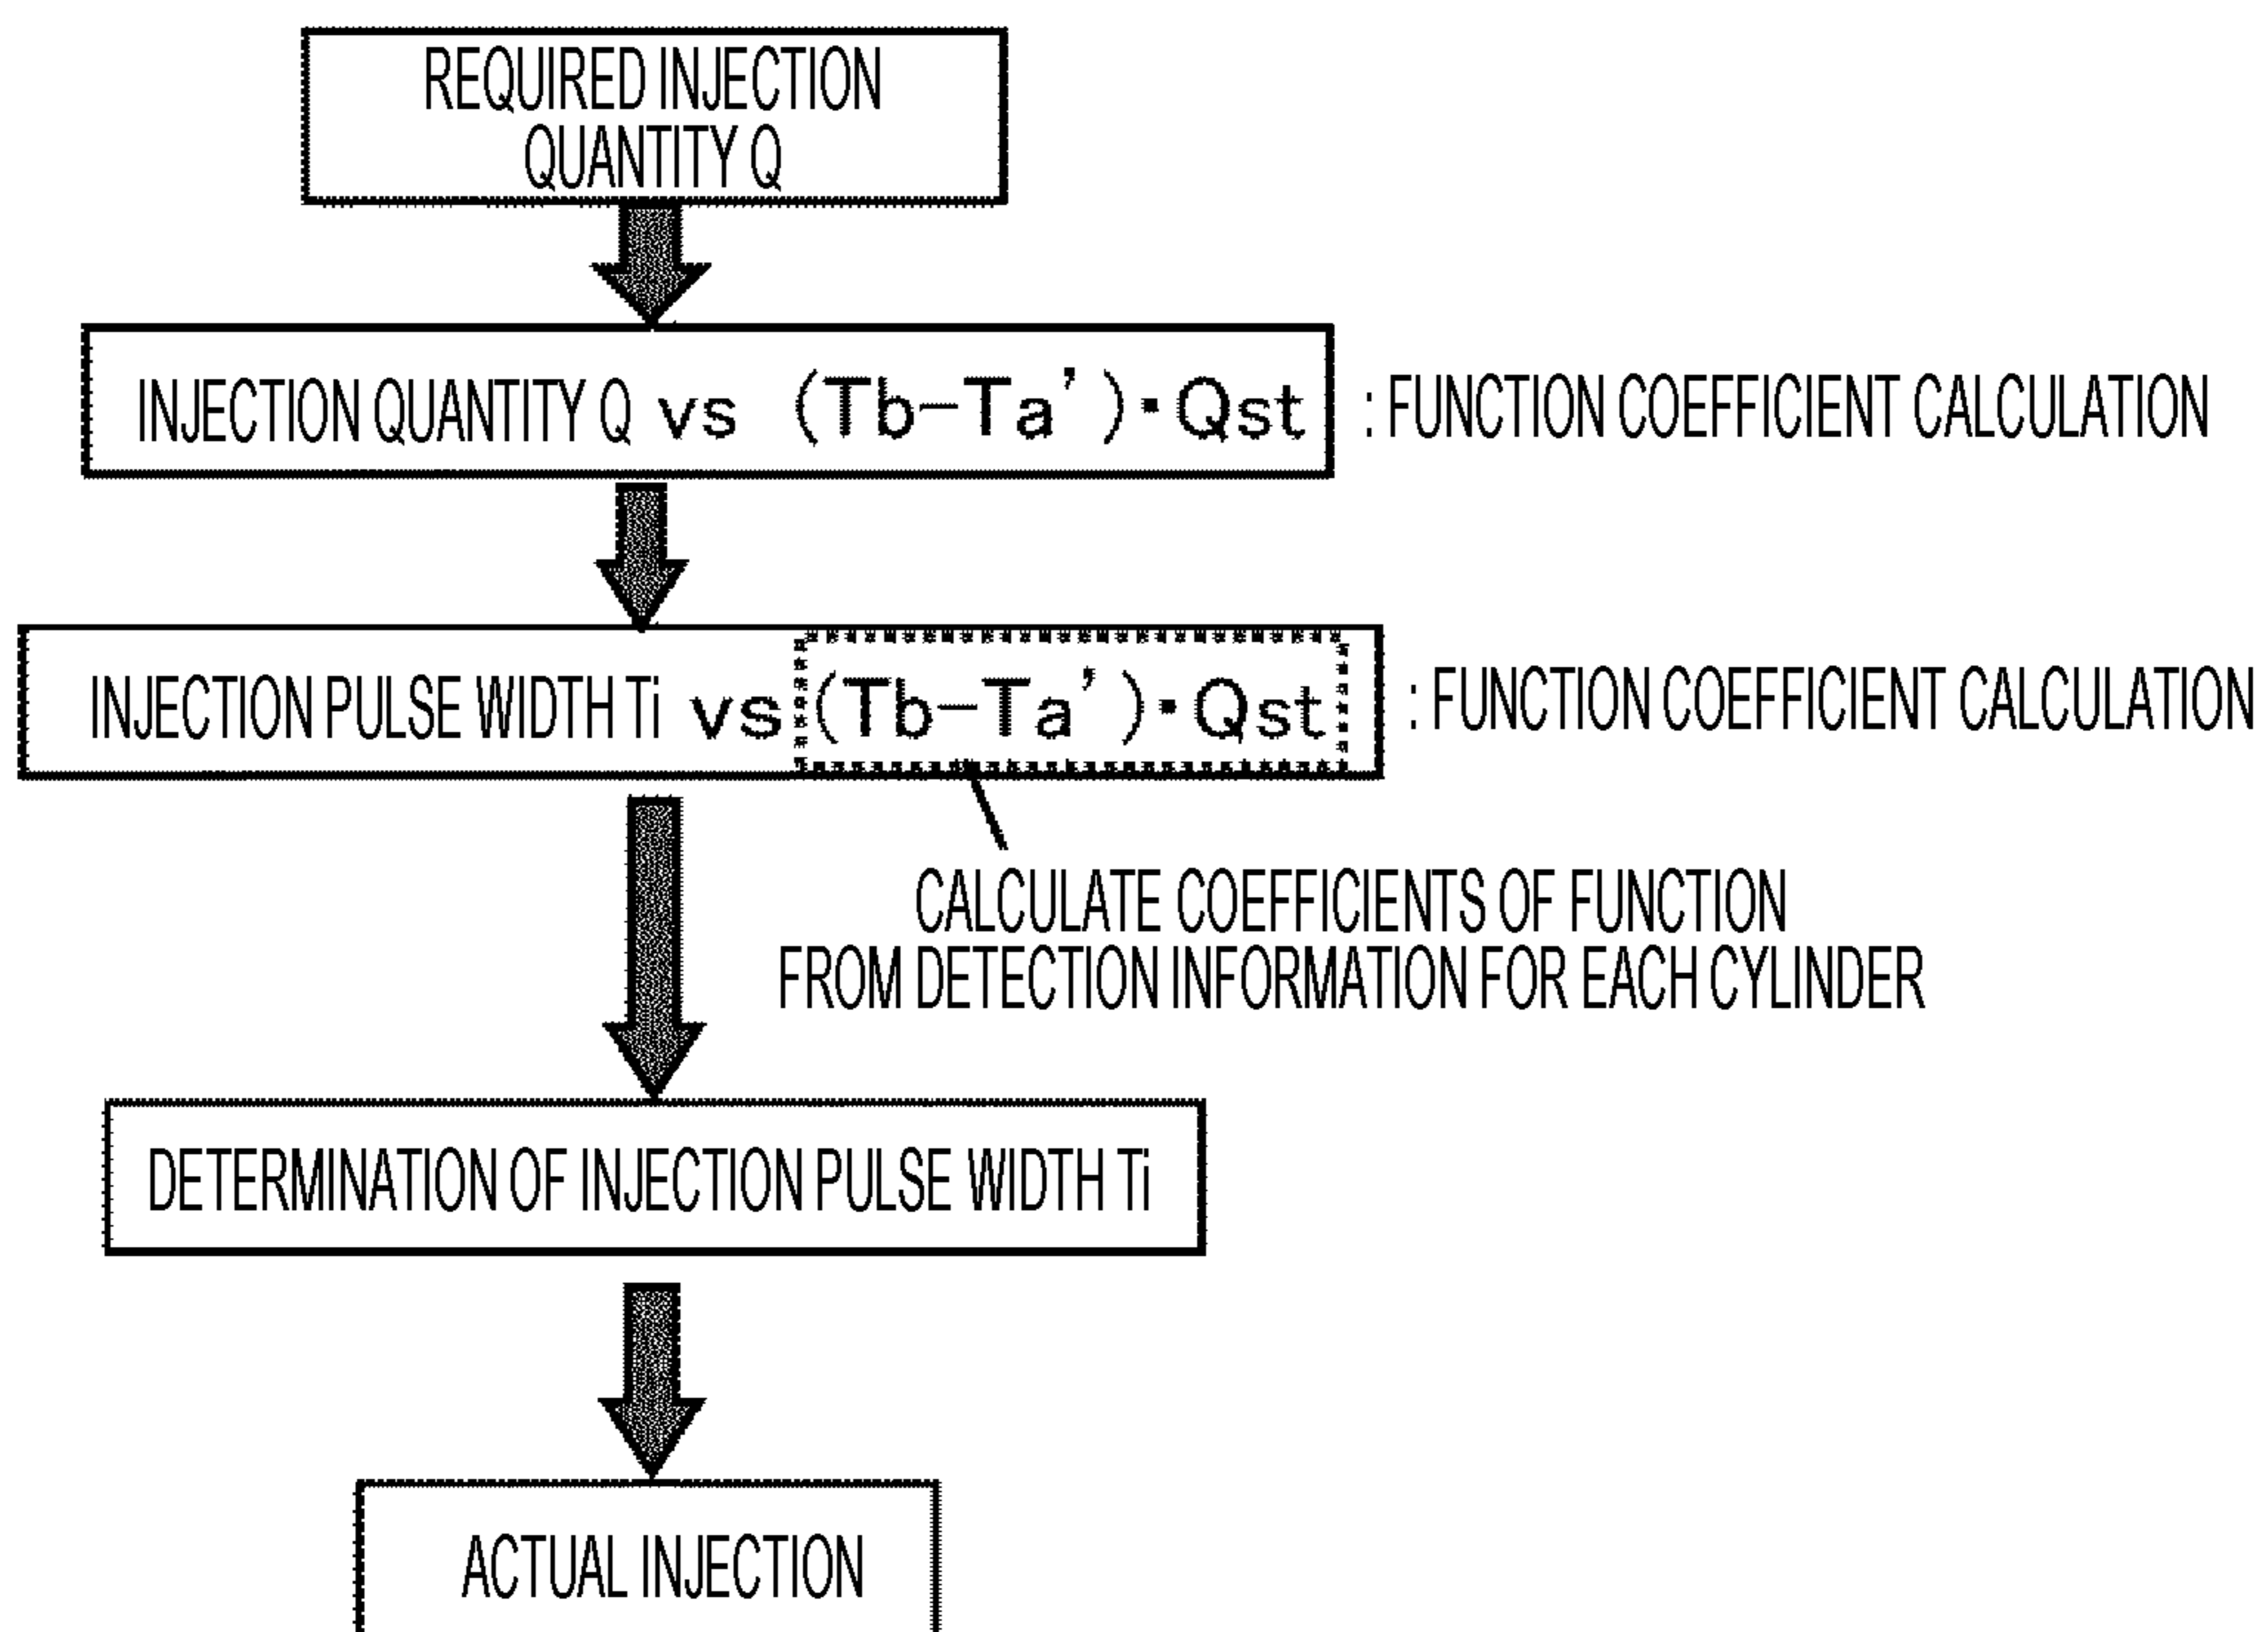 REQUIRED INJECTION
QUANTITY Q
INJECTION QUANTITY Q vs (Tb-Ta')·Qst : FUNCTION COEFFICIENT CALCULATION
INJECTION PULSE WIDTH Ti vs (Tb-Ta')·Qst : FUNCTION COEFFICIENT CALCULATION
CALCULATE COEFFICIENTS OF FUNCTION
FROM DETECTION INFORMATION FOR EACH CYLINDER
DETERMINATION OF INJECTION PULSE WIDTH Ti
ACTUAL INJECTION